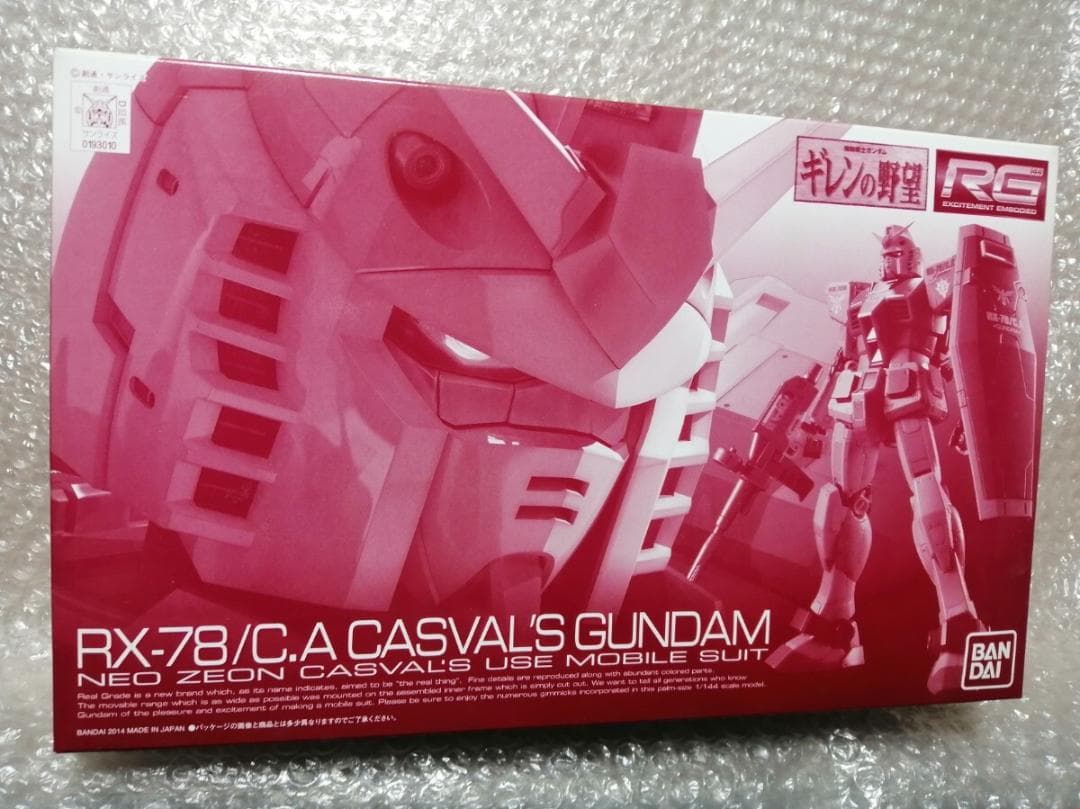 ©創通・サンライズ
創通
サンライズ
0193010
機動戦士ガンダム
ギレンの野望
1/144
RG
EXCITEMENT EMBODIED
RX-78/C.A
GUNDAM
RX-78/C.A CASVAL'S GUNDAM
NEO ZEON CASVAL'S USE MOBILE SUIT
Real Grade is a new brand which, as its name indicates, aimed to be "the real thing". Fine details are reproduced along with abundant colored parts.
The movable range which is as wide as possible was mounted on the assembled inner-frame which is simply cut out. We want to tell all generations who know
Gundam of the pleasure and excitement of making a mobile suit. Please be sure to enjoy the numerous gimmicks incorporated in this palm-size 1/144 scale model.
BANDAI 2014 MADE IN JAPAN ●パッケージの画像と商品とは多少異なりますのでご了承ください。
BAN
DAI